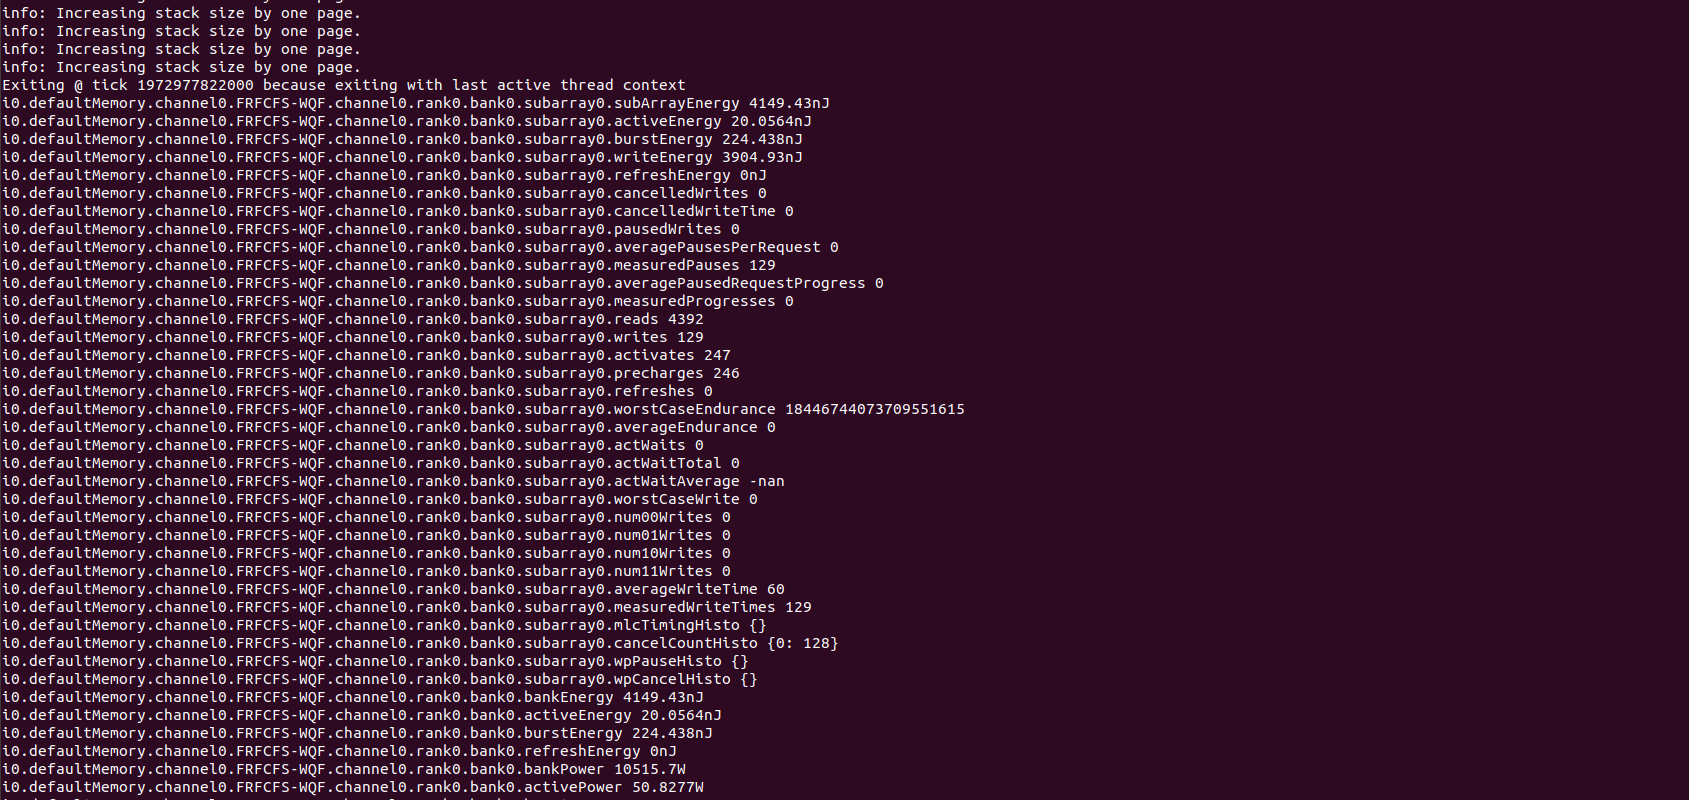 info: Increasing stack size by one page.
info: Increasing stack size by one page.
info: Increasing stack size by one page.
info: Increasing stack size by one page.
Exiting @ tick 1972977822000 because exiting with last active thread context
i0.defaultMemory.channel0.FRFCFS-WQF.channel0.rank0.bank0.subarray0.subArrayEnergy 4149.43nJ
i0.defaultMemory.channel0.FRFCFS-WQF.channel0.rank0.bank0.subarray0.activeEnergy 20.0564nJ
i0.defaultMemory.channel0.FRFCFS-WQF.channel0.rank0.bank0.subarray0.burstEnergy 224.438nJ
i0.defaultMemory.channel0.FRFCFS-WQF.channel0.rank0.bank0.subarray0.writeEnergy 3904.93nJ
i0.defaultMemory.channel0.FRFCFS-WQF.channel0.rank0.bank0.subarray0.refreshEnergy 0nJ
i0.defaultMemory.channel0.FRFCFS-WQF.channel0.rank0.bank0.subarray0.cancelledWrites 0
i0.defaultMemory.channel0.FRFCFS-WQF.channel0.rank0.bank0.subarray0.cancelledWriteTime 0
i0.defaultMemory.channel0.FRFCFS-WQF.channel0.rank0.bank0.subarray0.pausedWrites 0
i0.defaultMemory.channel0.FRFCFS-WQF.channel0.rank0.bank0.subarray0.averagePausesPerRequest 0
i0.defaultMemory.channel0.FRFCFS-WQF.channel0.rank0.bank0.subarray0.measuredPauses 129
i0.defaultMemory.channel0.FRFCFS-WQF.channel0.rank0.bank0.subarray0.averagePausedRequestProgress 0
i0.defaultMemory.channel0.FRFCFS-WQF.channel0.rank0.bank0.subarray0.measuredProgresses 0
i0.defaultMemory.channel0.FRFCFS-WQF.channel0.rank0.bank0.subarray0.reads 4392
i0.defaultMemory.channel0.FRFCFS-WQF.channel0.rank0.bank0.subarray0.writes 129
i0.defaultMemory.channel0.FRFCFS-WQF.channel0.rank0.bank0.subarray0.activates 247
i0.defaultMemory.channel0.FRFCFS-WQF.channel0.rank0.bank0.subarray0.precharges 246
i0.defaultMemory.channel0.FRFCFS-WQF.channel0.rank0.bank0.subarray0.refreshes 0
i0.defaultMemory.channel0.FRFCFS-WQF.channel0.rank0.bank0.subarray0.worstCaseEndurance 18446744073709551615
i0.defaultMemory.channel0.FRFCFS-WQF.channel0.rank0.bank0.subarray0.averageEndurance 0
i0.defaultMemory.channel0.FRFCFS-WQF.channel0.rank0.bank0.subarray0.actWaits 0
i0.defaultMemory.channel0.FRFCFS-WQF.channel0.rank0.bank0.subarray0.actWaitTotal 0
i0.defaultMemory.channel0.FRFCFS-WQF.channel0.rank0.bank0.subarray0.actWaitAverage -nan
i0.defaultMemory.channel0.FRFCFS-WQF.channel0.rank0.bank0.subarray0.worstCaseWrite 0
i0.defaultMemory.channel0.FRFCFS-WQF.channel0.rank0.bank0.subarray0.num00Writes 0
i0.defaultMemory.channel0.FRFCFS-WQF.channel0.rank0.bank0.subarray0.num01Writes 0
i0.defaultMemory.channel0.FRFCFS-WQF.channel0.rank0.bank0.subarray0.num10Writes 0
i0.defaultMemory.channel0.FRFCFS-WQF.channel0.rank0.bank0.subarray0.num11Writes 0
i0.defaultMemory.channel0.FRFCFS-WQF.channel0.rank0.bank0.subarray0.averageWriteTime 60
i0.defaultMemory.channel0.FRFCFS-WQF.channel0.rank0.bank0.subarray0.measuredWriteTimes 129
i0.defaultMemory.channel0.FRFCFS-WQF.channel0.rank0.bank0.subarray0.mlcTimingHisto {}
i0.defaultMemory.channel0.FRFCFS-WQF.channel0.rank0.bank0.subarray0.cancelCountHisto {0: 128}
i0.defaultMemory.channel0.FRFCFS-WQF.channel0.rank0.bank0.subarray0.wpPauseHisto {}
i0.defaultMemory.channel0.FRFCFS-WQF.channel0.rank0.bank0.subarray0.wpCancelHisto {}
i0.defaultMemory.channel0.FRFCFS-WQF.channel0.rank0.bank0.bankEnergy 4149.43nJ
i0.defaultMemory.channel0.FRFCFS-WQF.channel0.rank0.bank0.activeEnergy 20.0564nJ
i0.defaultMemory.channel0.FRFCFS-WQF.channel0.rank0.bank0.burstEnergy 224.438nJ
i0.defaultMemory.channel0.FRFCFS-WQF.channel0.rank0.bank0.refreshEnergy 0nJ
i0.defaultMemory.channel0.FRFCFS-WQF.channel0.rank0.bank0.bankPower 10515.7W
i0.defaultMemory.channel0.FRFCFS-WQF.channel0.rank0.bank0.activePower 50.8277W